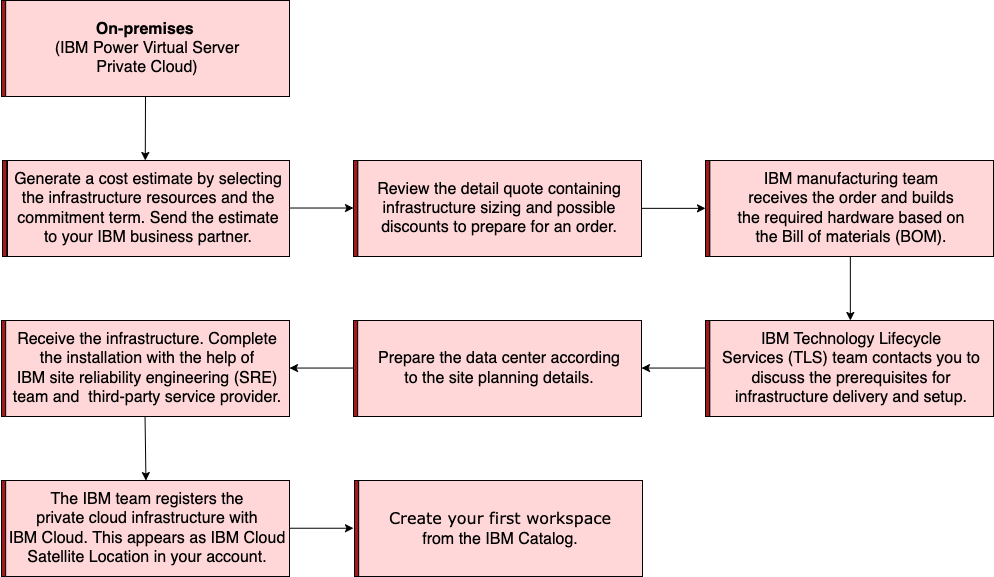 On-premises
(IBM Power Virtual Server
Private Cloud)
Generate a cost estimate by selecting
the infrastructure resources and the
commitment term. Send the estimate
to your IBM business partner.
Review the detail quote containing
infrastructure sizing and possible
discounts to prepare for an order.
IBM manufacturing team
receives the order and builds
the required hardware based on
the Bill of materials (BOM).
IBM Technology Lifecycle
Services (TLS) team contacts you to
discuss the prerequisites for
infrastructure delivery and setup.
Prepare the data center according
to the site planning details.
Receive the infrastructure. Complete
the installation with the help of
IBM site reliability engineering (SRE)
team and third-party service provider.
The IBM team registers the
private cloud infrastructure with
IBM Cloud. This appears as IBM Cloud
Satellite Location in your account.
Create your first workspace
from the IBM Catalog.